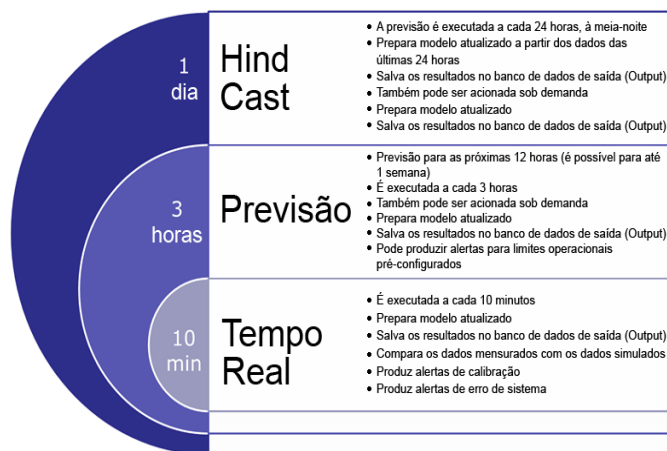 1
dia
Hind
Cast
• A previsão é executada a cada 24 horas, à meia-noite
• Prepara modelo atualizado a partir dos dados das
últimas 24 horas
• Salva os resultados no banco de dados de saída (Output)
• Também pode ser acionada sob demanda
• Prepara modelo atualizado
• Salva os resultados no banco de dados de saída (Output)
3
horas
Previsão
• Previsão para as próximas 12 horas (é possível para até
1 semana)
• É executada a cada 3 horas
• Também pode ser acionada sob demanda
• Prepara modelo atualizado
• Salva os resultados no banco de dados de saída (Output)
• Pode produzir alertas para limites operacionais
pré-configurados
10
min
Tempo
Real
• É executada a cada 10 minutos
• Prepara modelo atualizado
• Salva os resultados no banco de dados de saída (Output)
• Compara os dados mensurados com os dados simulados
• Produz alertas de calibração
• Produz alertas de erro de sistema